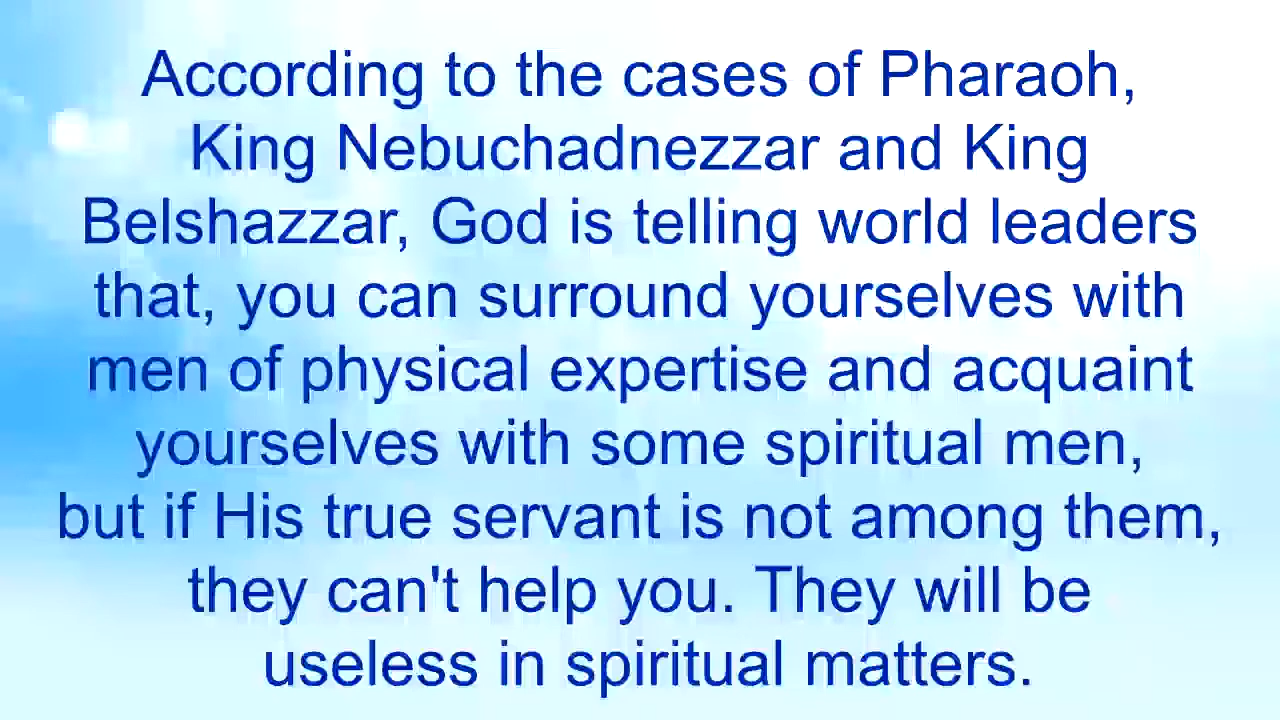 According to the cases of Pharaoh,
King Nebuchadnezzar and King
Belshazzar, God is telling world leaders
that, you can surround yourselves with
men of physical expertise and acquaint
yourselves with some spiritual men,
but if His true servant is not among them,
they can't help you. They will be
useless in spiritual matters.